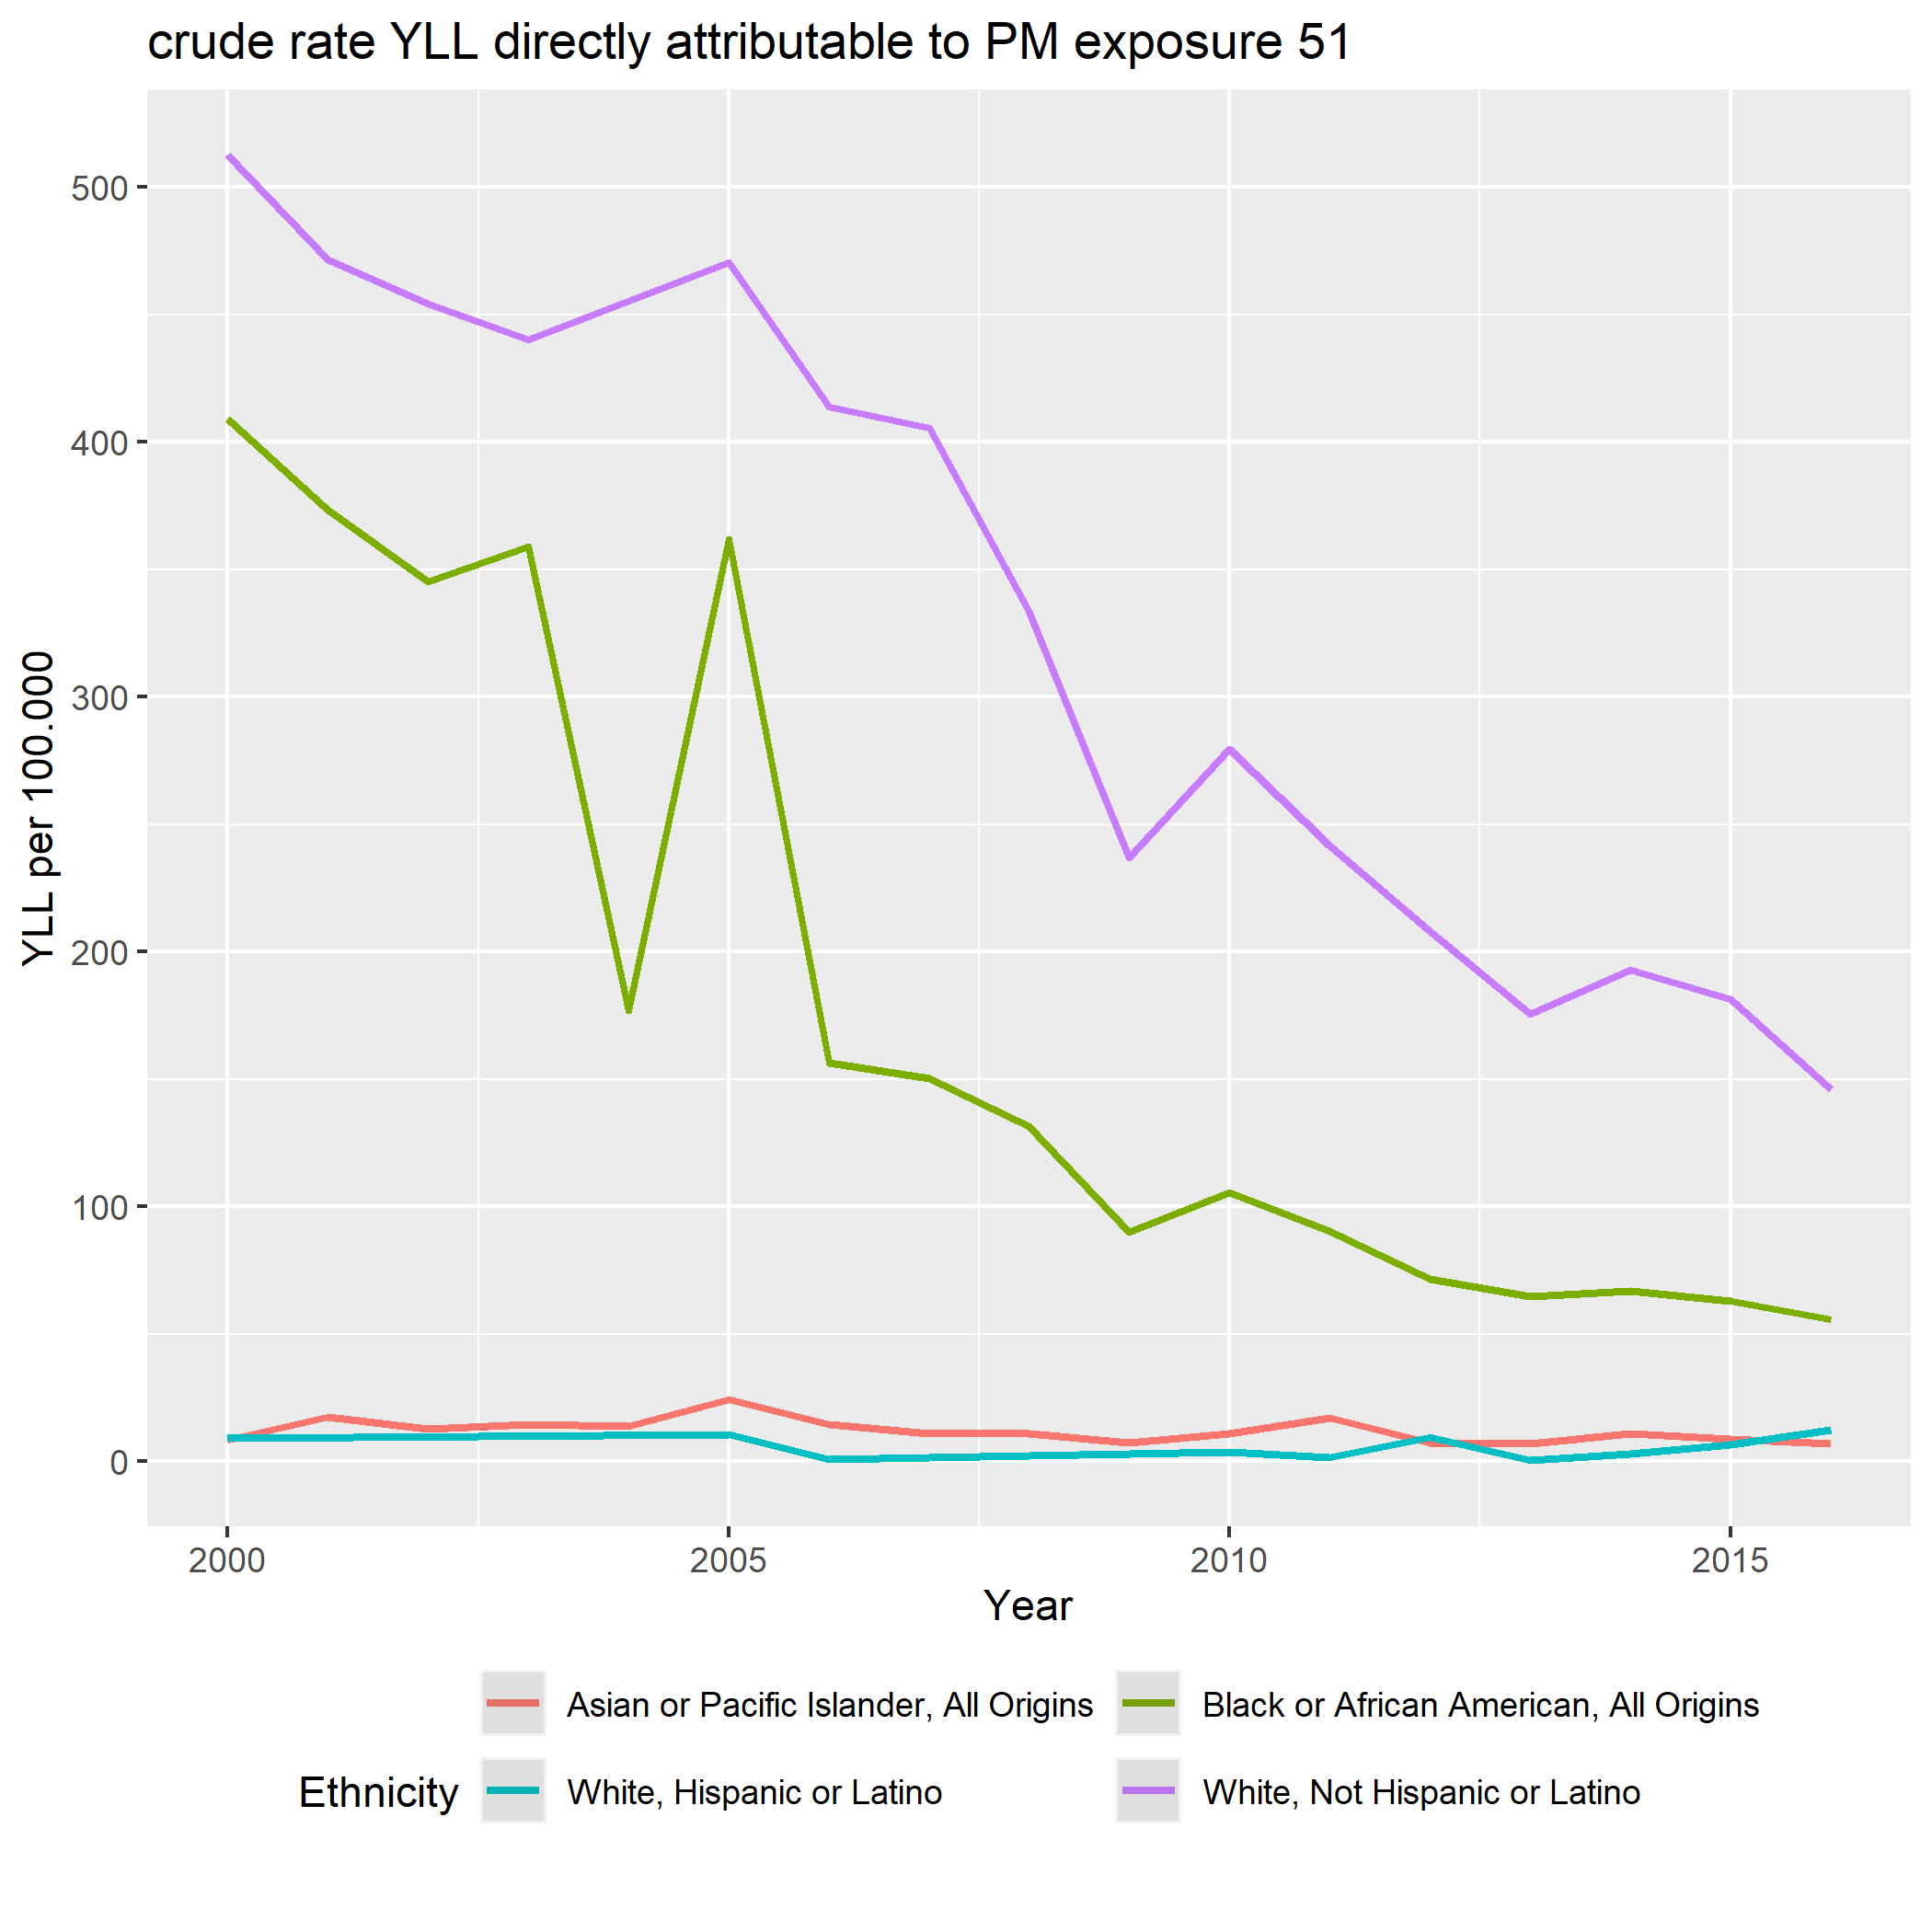 crude rate YLL directly attributable to PM exposure 51
YLL per 100.000
500
400
300
200
100
0
2000 2005 2010 2015
Year
Ethnicity
Asian or Pacific Islander, All Origins
Black or African American, All Origins
White, Hispanic or Latino
White, Not Hispanic or Latino